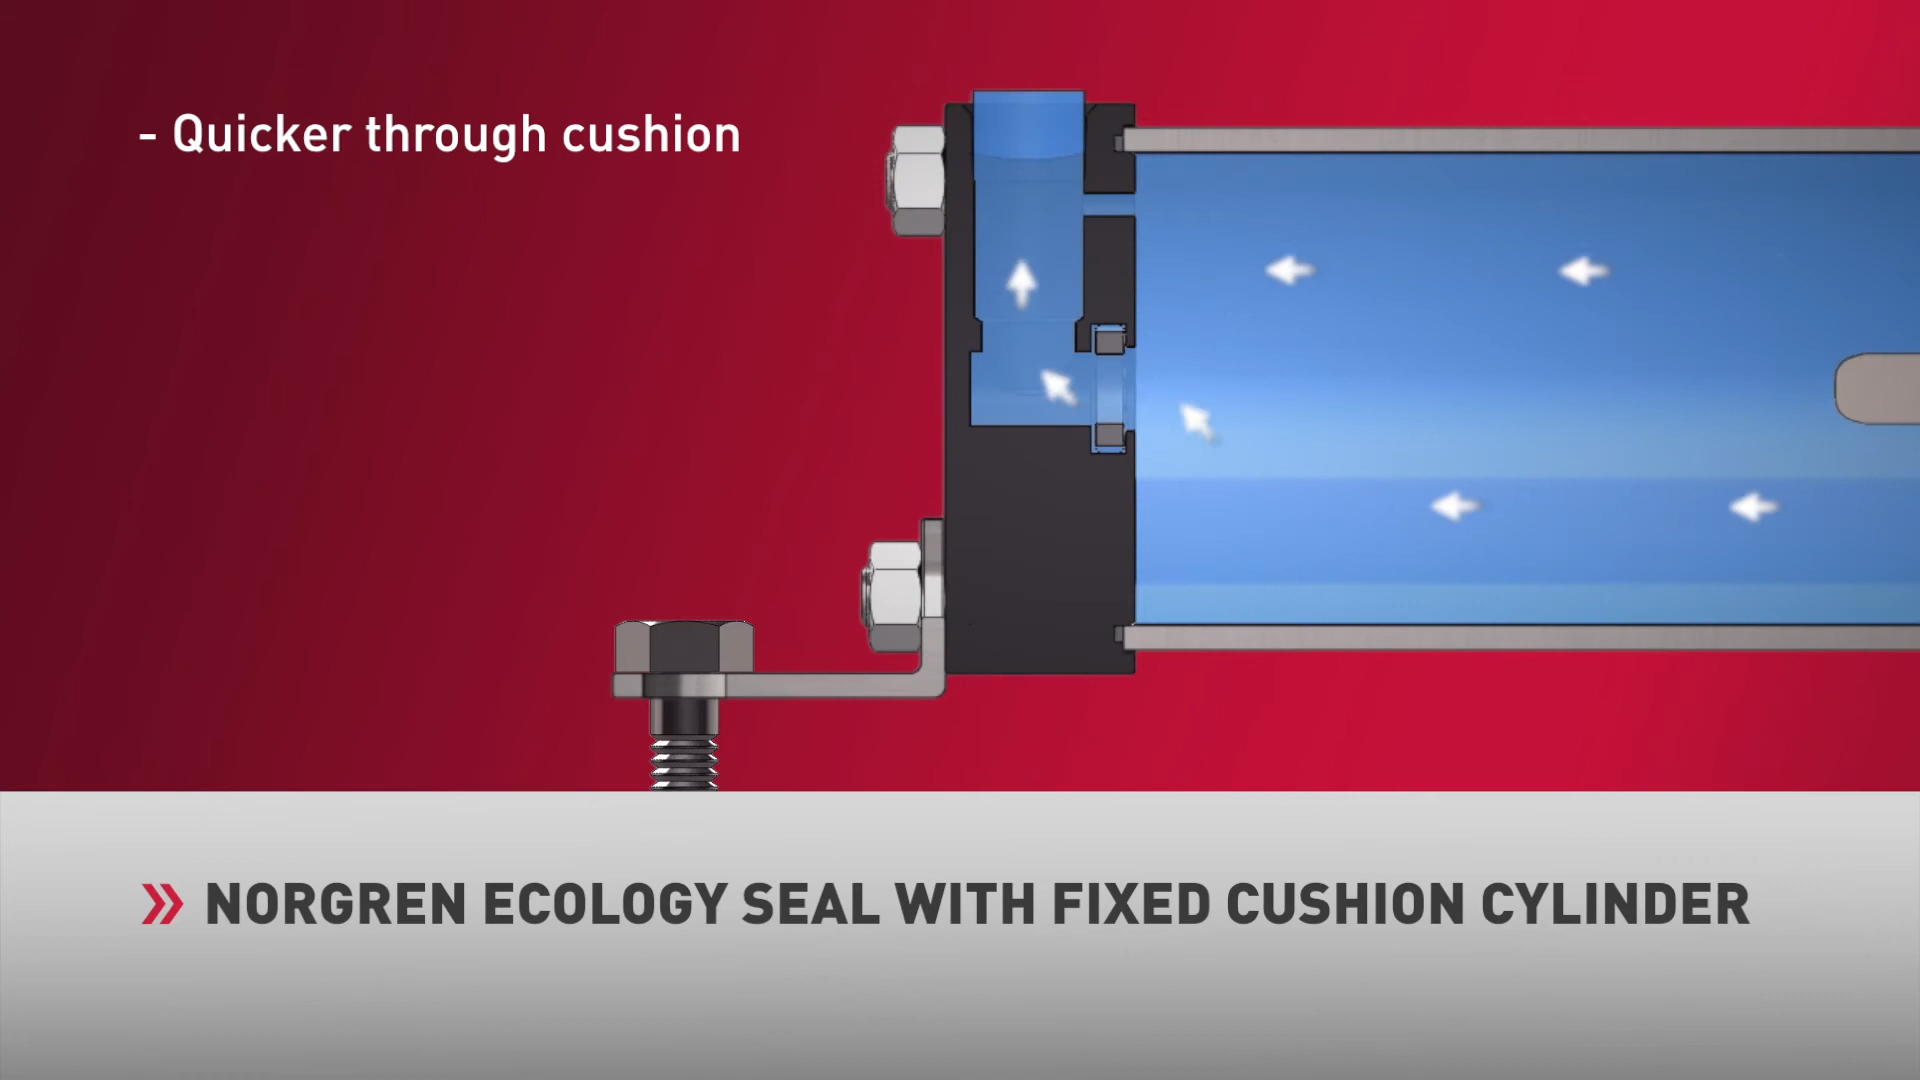 - Quicker through cushion
NORGREN ECOLOGY SEAL WITH FIXED CUSHION CYLINDER